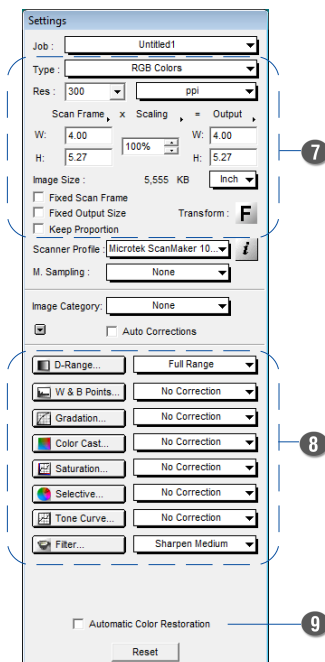 Settings
Job : Untitled1
Type : RGB Colors
Res : 300 ppi
Scan Frame x Scaling = Output
W: 4.00 100% W: 4.00
H: 5.27 H: 5.27
Image Size : 5,555 KB Inch
Fixed Scan Frame
Fixed Output Size Transform : F
Keep Proportion
7
Scanner Profile : Microtek ScanMaker 10... i
M. Sampling : None
Image Category: None
Auto Corrections
D-Range... Full Range
W & B Points... No Correction
Gradation... No Correction
Color Cast... No Correction
8
Saturation... No Correction
Selective... No Correction
Tone Curve... No Correction
Filter... Sharpen Medium
Automatic Color Restoration 9
Reset